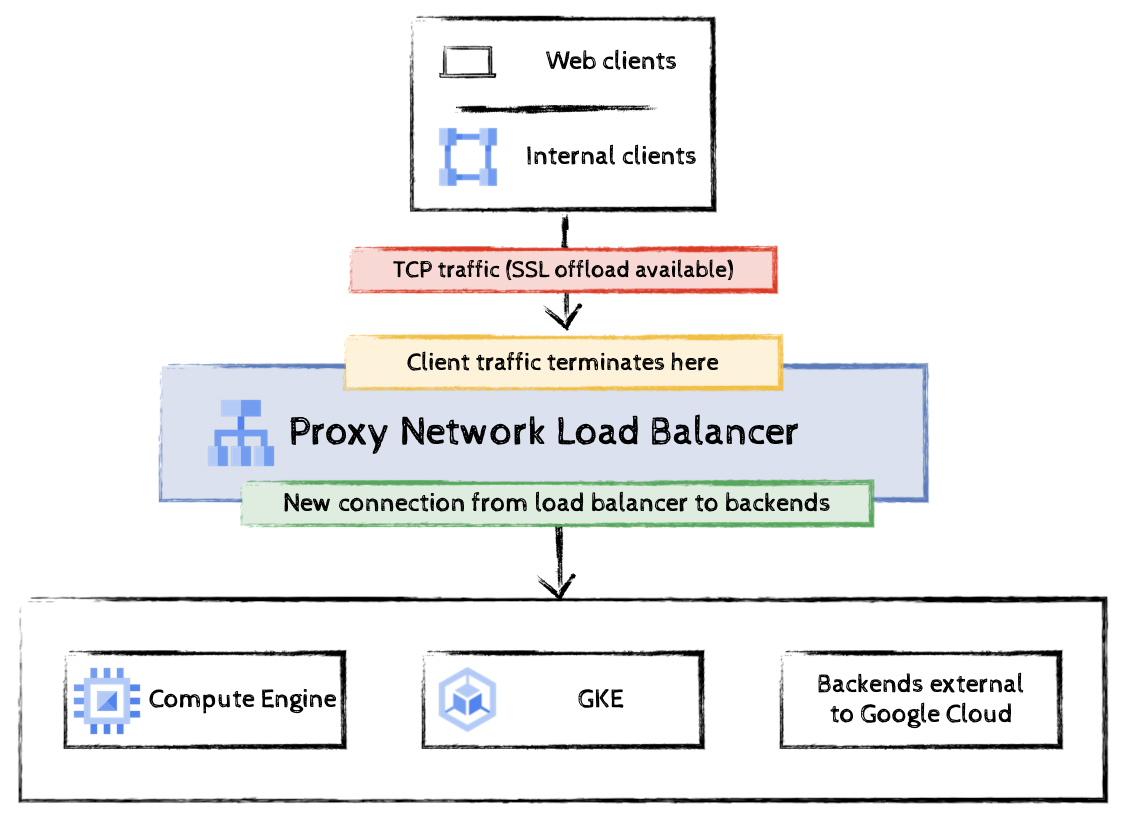 Web clients
Internal clients
TCP traffic (SSL offload available)
Client traffic terminates here
Proxy Network Load Balancer
New connection from load balancer to backends
Compute Engine
GKE
Backends external
to Google Cloud